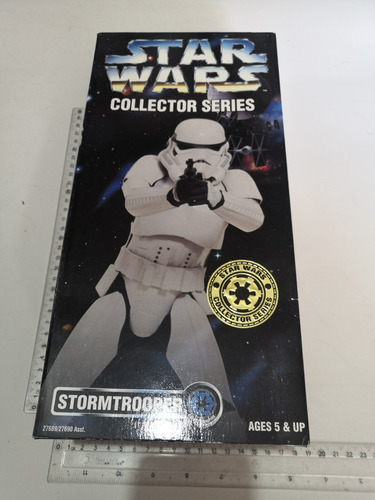 STAR
WARS
COLLECTOR SERIES
STAR WARS
COLLECTOR SERIES
STORMTROOPER
27689/27690 Asst.
AGES 5 & UP